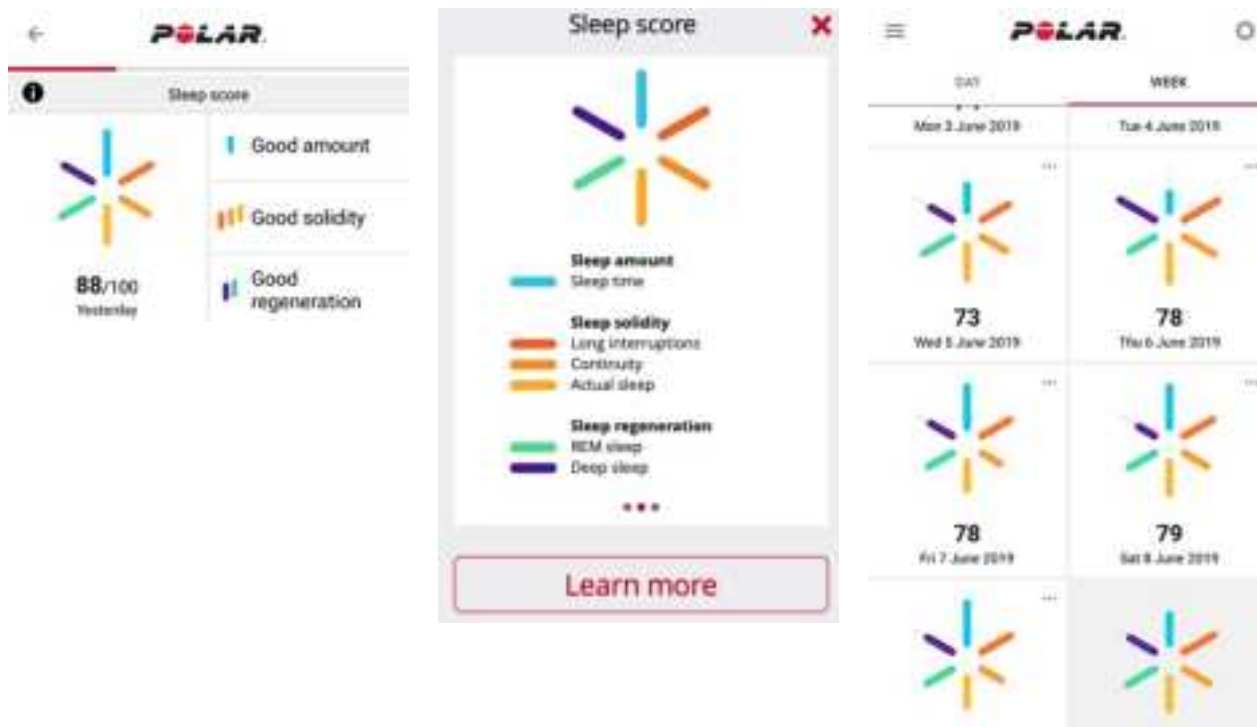 POLAR
Sleep score
Good amount
Good solidity
Good
regeneration
88/100
Yesterday
Sleep score
Sleep amount
Sleep time
Sleep solidity
Long interruptions
Continuity
Actual sleep
Sleep regeneration
REM sleep
Deep sleep
Learn more
POLAR
DAY WEEK
Mon 3 June 2019 Tue 4 June 2019
73 78
Wed 5 June 2019 Thu 6 June 2019
78 79
Fri 7 June 2019 Sat 8 June 2019